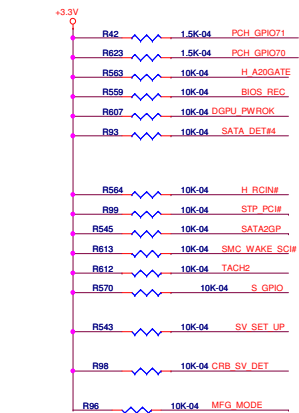 +3.3V
R42 1.5K-04 PCH_GPIO71
R623 1.5K-04 PCH_GPIO70
R563 10K-04 H_A20GATE
R559 10K-04 BIOS_REC
R607 10K-04 DGPU_PWROK
R93 10K-04 SATA_DET#4
R564 10K-04 H_RCIN#
R99 10K-04 STP_PCI#
R545 10K-04 SATA2GP
R613 10K-04 SMC_WAKE_SCI#
R612 10K-04 TACH2
R570 10K-04 S_GPIO
R543 10K-04 SV_SET_UP
R98 10K-04 CRB_SV_DET
R96 10K-04 MFG_MODE